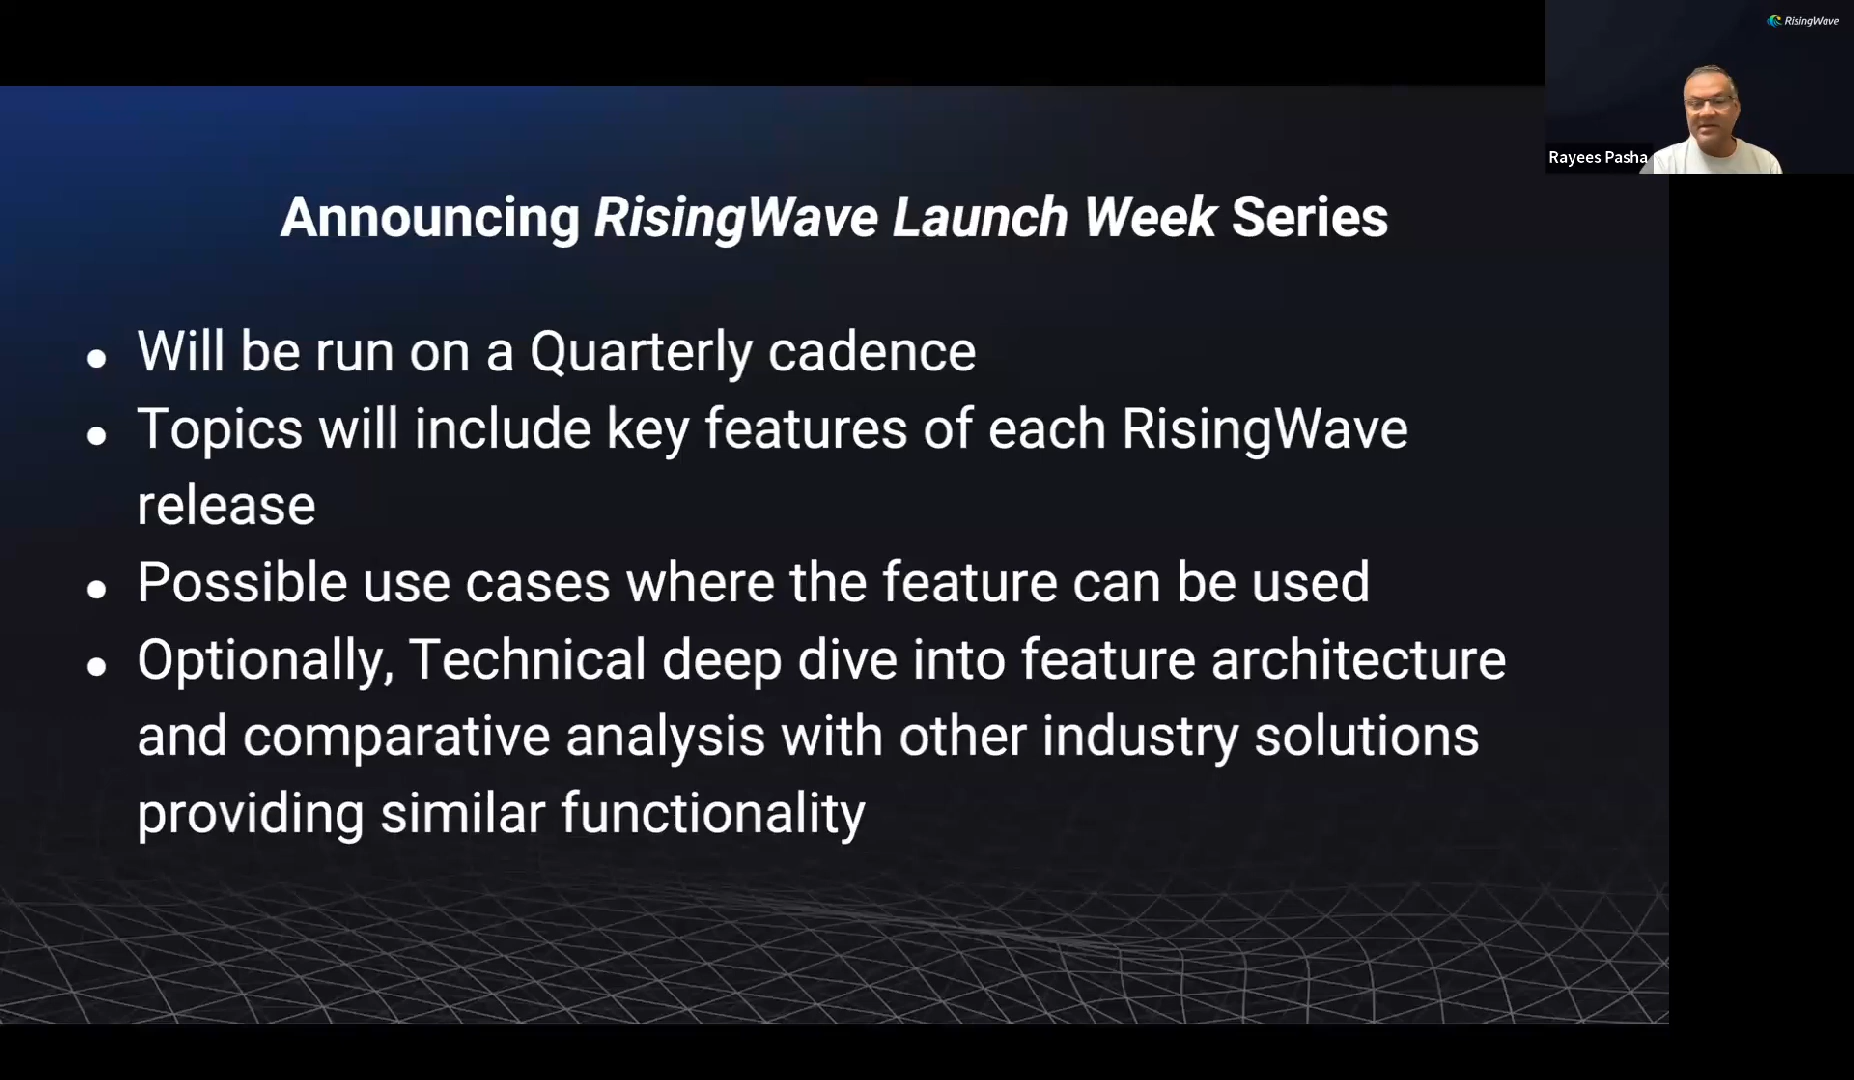 RisingWave
Rayees Pasha
Announcing RisingWave Launch Week Series
• Will be run on a Quarterly cadence
• Topics will include key features of each RisingWave
release
• Possible use cases where the feature can be used
• Optionally, Technical deep dive into feature architecture
and comparative analysis with other industry solutions
providing similar functionality